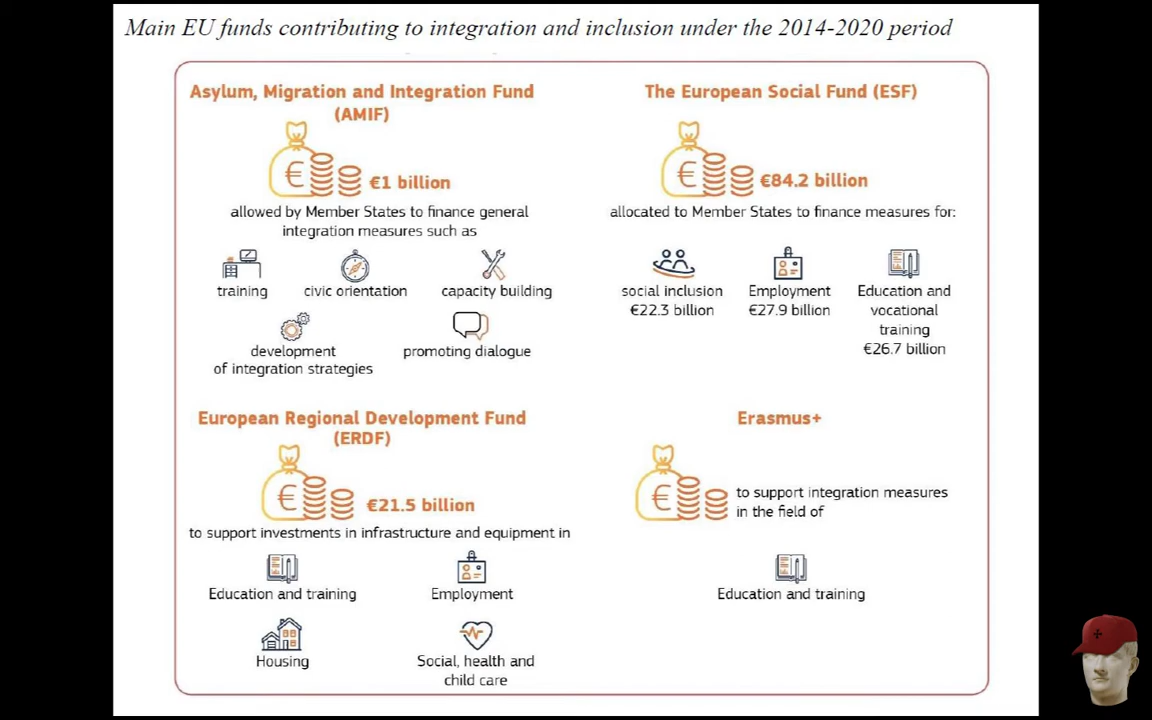 Main EU funds contributing to integration and inclusion under the 2014-2020 period
Asylum, Migration and Integration Fund
(AMIF)
€1 billion
allowed by Member States to finance general
integration measures such as
training
civic orientation
capacity building
development
of integration strategies
promoting dialogue
The European Social Fund (ESF)
€84.2 billion
allocated to Member States to finance measures for:
social inclusion
€22.3 billion
Employment
€27.9 billion
Education and
vocational
training
€26.7 billion
European Regional Development Fund
(ERDF)
€21.5 billion
to support investments in infrastructure and equipment in
Education and training
Employment
Housing
Social, health and
child care
Erasmus+
to support integration measures
in the field of
Education and training